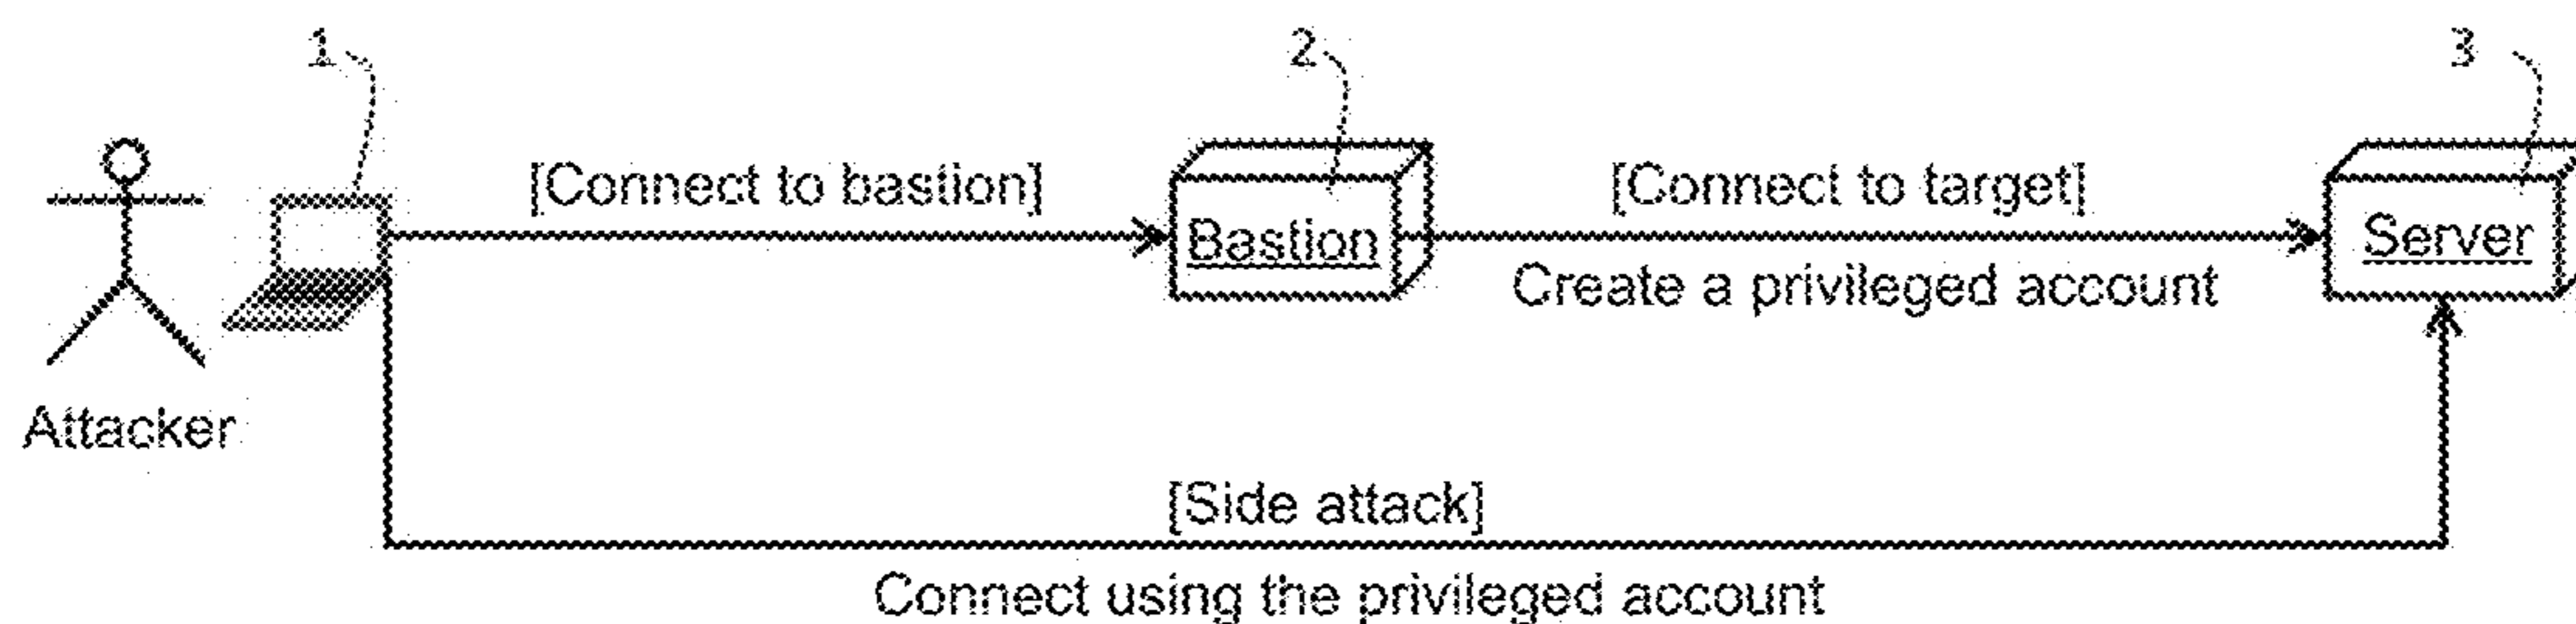 1
2
3
[Connect to bastion]
[Connect to target]
Bastion
Server
Create a privileged account
Attacker
[Side attack]
Connect using the privileged account